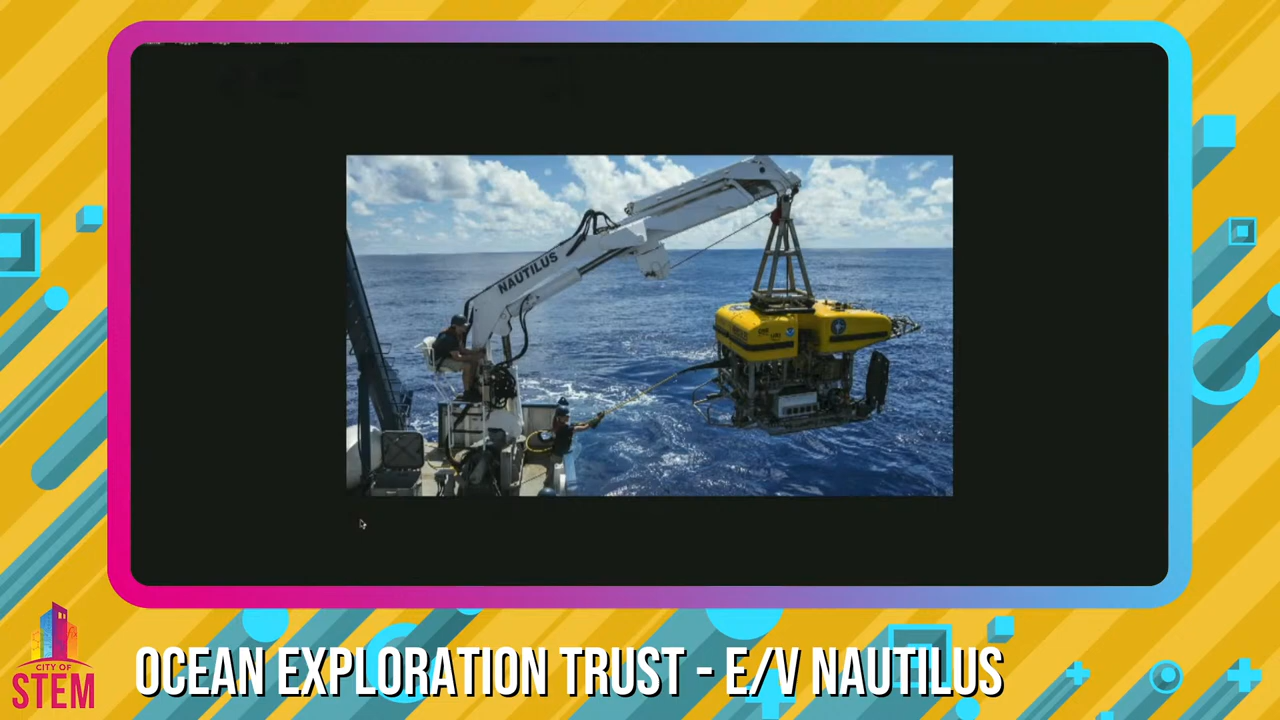 NAUTILUS
CITY OF
STEM
OCEAN EXPLORATION TRUST - E/V NAUTILUS